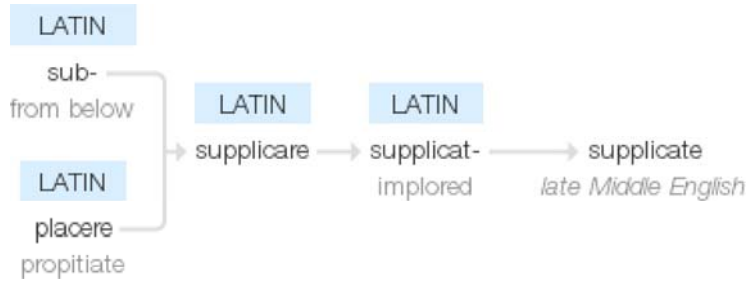 LATIN
sub-
from below
LATIN
placere
propitiate
LATIN
supplicare
LATIN
supplicat-
implored
supplicate
late Middle English